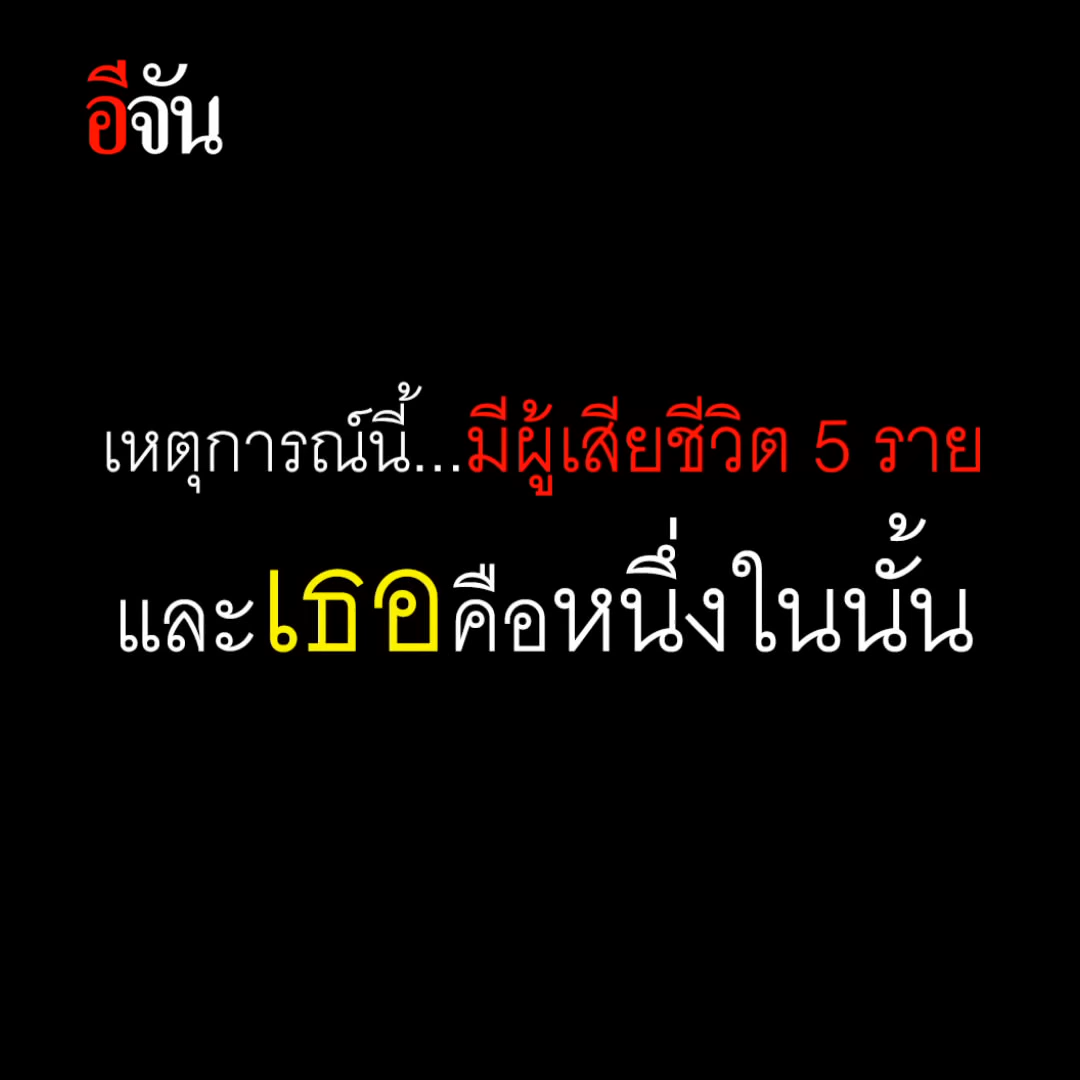 อีจัน
เหตุการณ์นี้...มีผู้เสียชีวิต 5 ราย
และเธอคือหนึ่งในนั้น